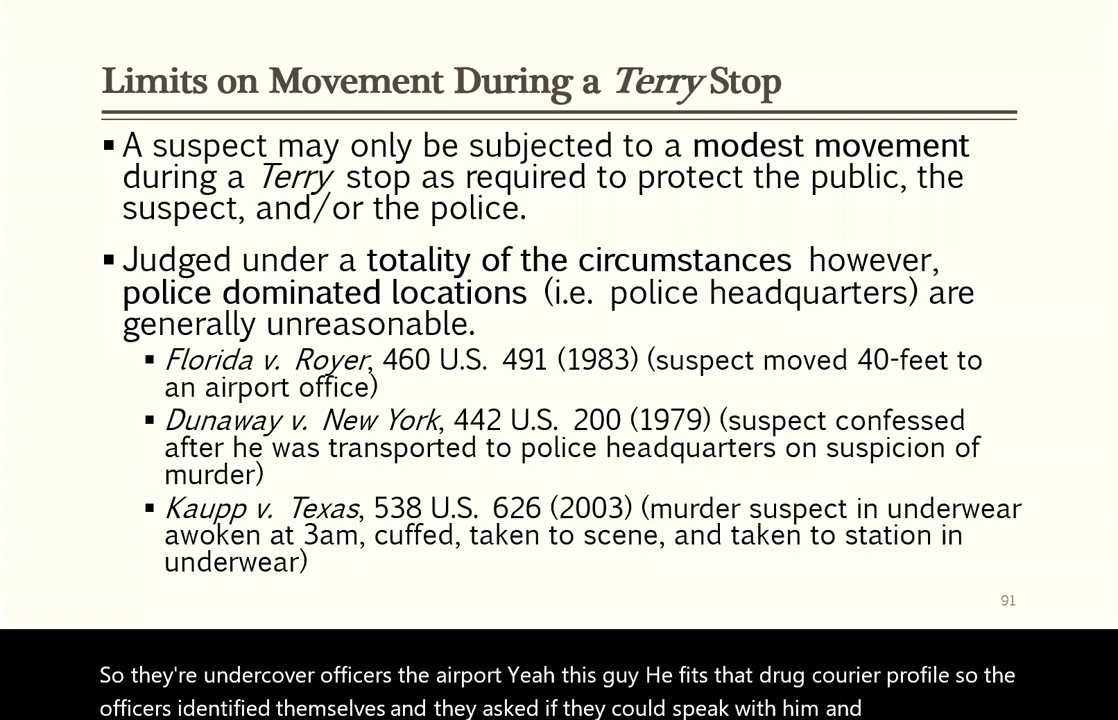 Limits on Movement During a Terry Stop
▪ A suspect may only be subjected to a modest movement
during a Terry stop as required to protect the public, the
suspect, and/or the police.
▪ Judged under a totality of the circumstances however,
police dominated locations (i.e. police headquarters) are
generally unreasonable.
▪ Florida v. Royer, 460 U.S. 491 (1983) (suspect moved 40-feet to
an airport office)
▪ Dunaway v. New York, 442 U.S. 200 (1979) (suspect confessed
after he was transported to police headquarters on suspicion of
murder)
▪ Kaupp v. Texas, 538 U.S. 626 (2003) (murder suspect in underwear
awoken at 3am, cuffed, taken to scene, and taken to station in
underwear)
91
So they're undercover officers the airport Yeah this guy He fits that drug courier profile so the
officers identified themselves and they asked if they could speak with him and